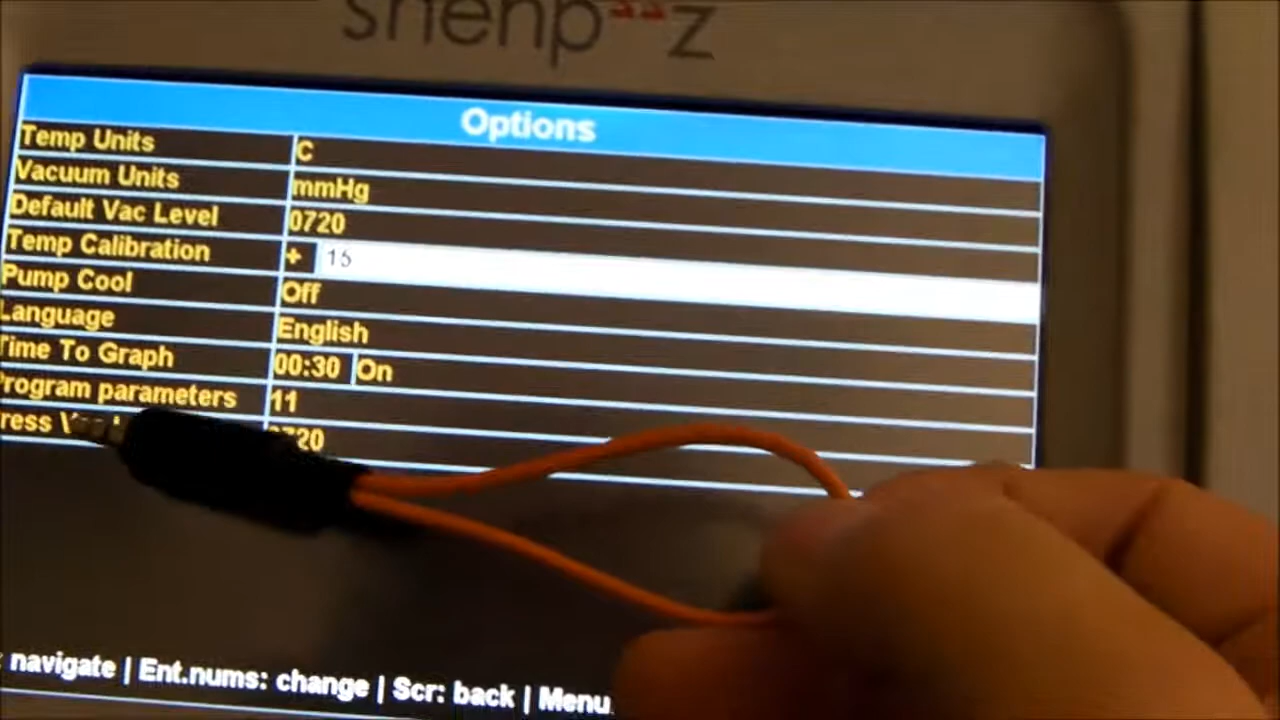 shenpaz
Options
Temp Units C
Vacuum Units mmHg
Default Vac Level 0720
Temp Calibration + 15
Pump Cool Off
Language English
Time To Graph 00:30 On
Program parameters 11
navigate | Ent.nums: change | Scr: back | Menu